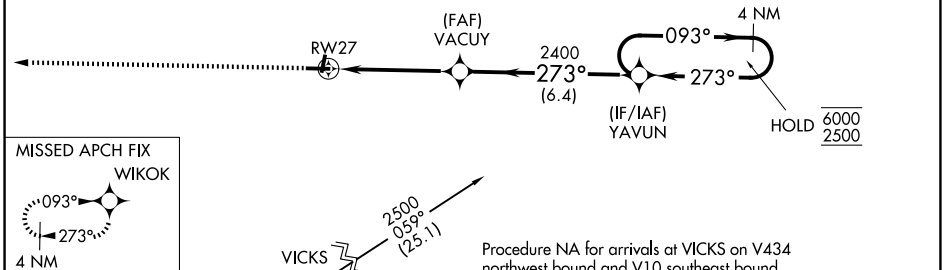 4 NM
(FAF)
VACUY
093°
RW27
2400
273°
(6.4)
273°
(IF/IAF)
YAVUN
HOLD 6000
2500
MISSED APCH FIX
WIKOK
093°
273°
4 NM
2500
059°
(25.1)
VICKS
Procedure NA for arrivals at VICKS on V434
northwest bound and V10 southeast bound